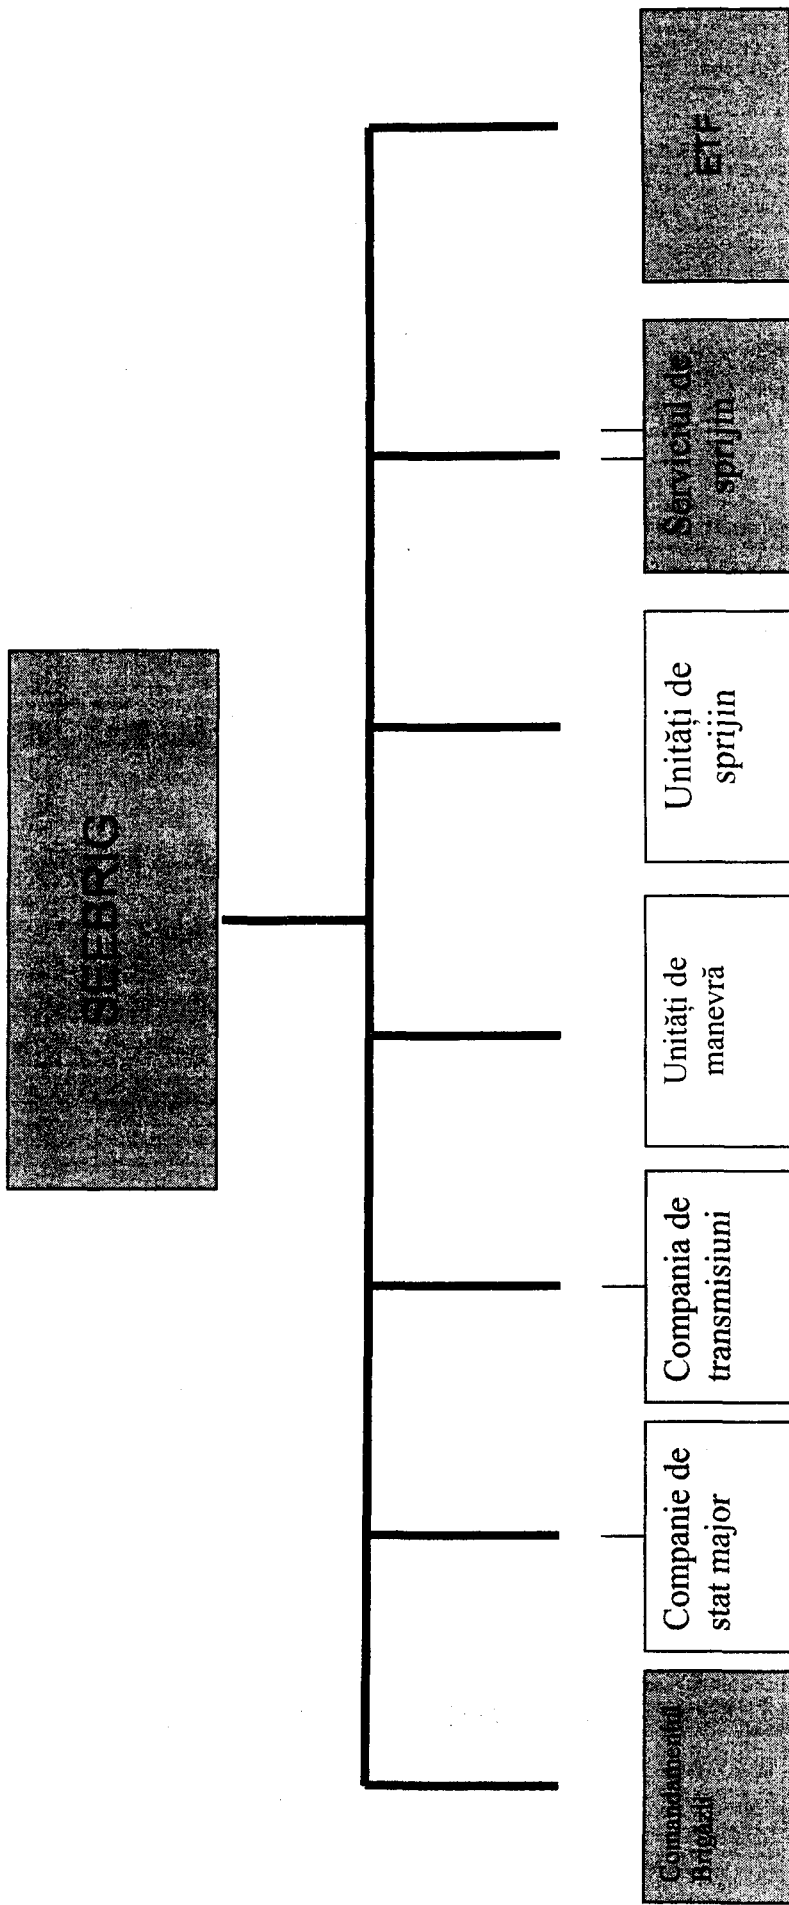 SEEBRIG
Comandamentul
Brigăzii
Companie de
stat major
Compania de
transmisiuni
Unități de
manevră
Unități de
sprijin
Serviciul de
sprijin
ETF